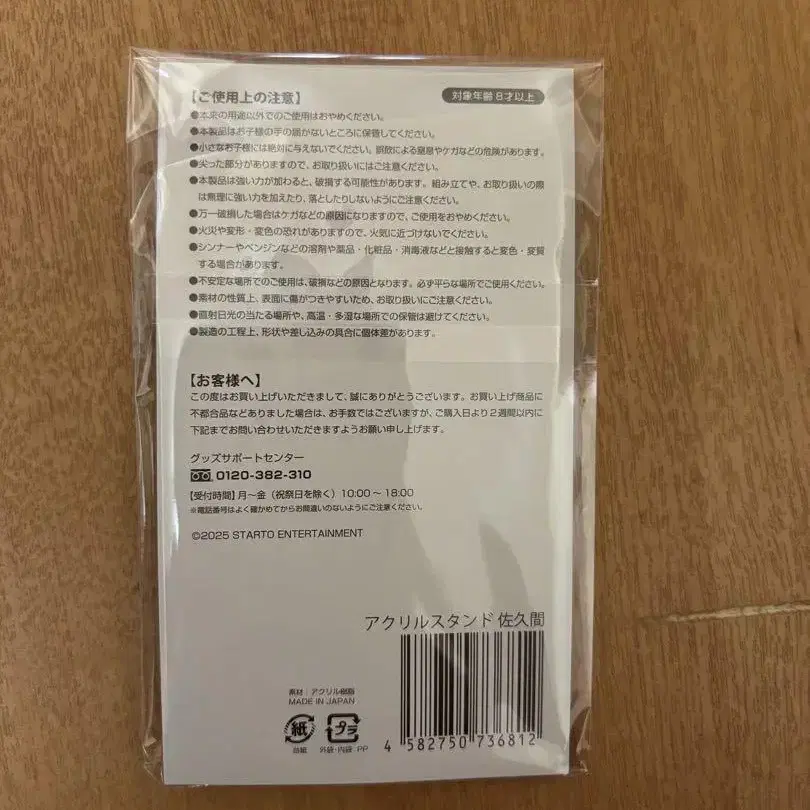 【ご使用上の注意】
対象年齢 8才以上
●本来の用途以外でのご使用はおやめください。
●本製品はお子様の手の届かないところに保管してください。
●小さなお子様には絶対に与えないでください。誤飲による窒息やケガなどの危険があります。
●尖った部分がありますので、お取り扱いにはご注意ください。
●本製品は強い力が加わると、破損する可能性があります。組み立てや、お取り扱いの際
は無理に強い力を加えたり、落としたりしないようにご注意ください。
●万一破損した場合はケガなどの原因になりますので、ご使用をおやめください。
●火災や変形・変色の恐れがありますので、火気に近づけないでください。
●シンナーやベンジンなどの溶剤や薬品・化粧品・消毒液などと接触すると変色・変質
する場合があります。
●不安定な場所でのご使用は、破損などの原因となります。必ず平らな場所でご使用ください。
●素材の性質上、表面に傷がつきやすいため、お取り扱いにご注意ください。
●直射日光の当たる場所や、高温・多湿な場所での保管は避けてください。
●製造の工程上、形状や差し込みの具合に個体差があります。
【お客様へ】
この度はお買い上げいただきまして、誠にありがとうございます。お買い上げ商品に
不都合品などありました場合は、お手数ではございますが、ご購入日より2週間以内に
下記までお問い合わせいただきますようお願い申し上げます。
グッズサポートセンター
0120-382-310
【受付時間】月〜金（祝祭日を除く）10:00〜18:00
※電話番号はよく確かめてからお間違いのないようにご注意ください。
©2025 STARTO ENTERTAINMENT
アクリルスタンド 佐久間
素材：アクリル樹脂
MADE IN JAPAN
紙 プラ
台紙 外袋・内袋：PP
4 582750 736812